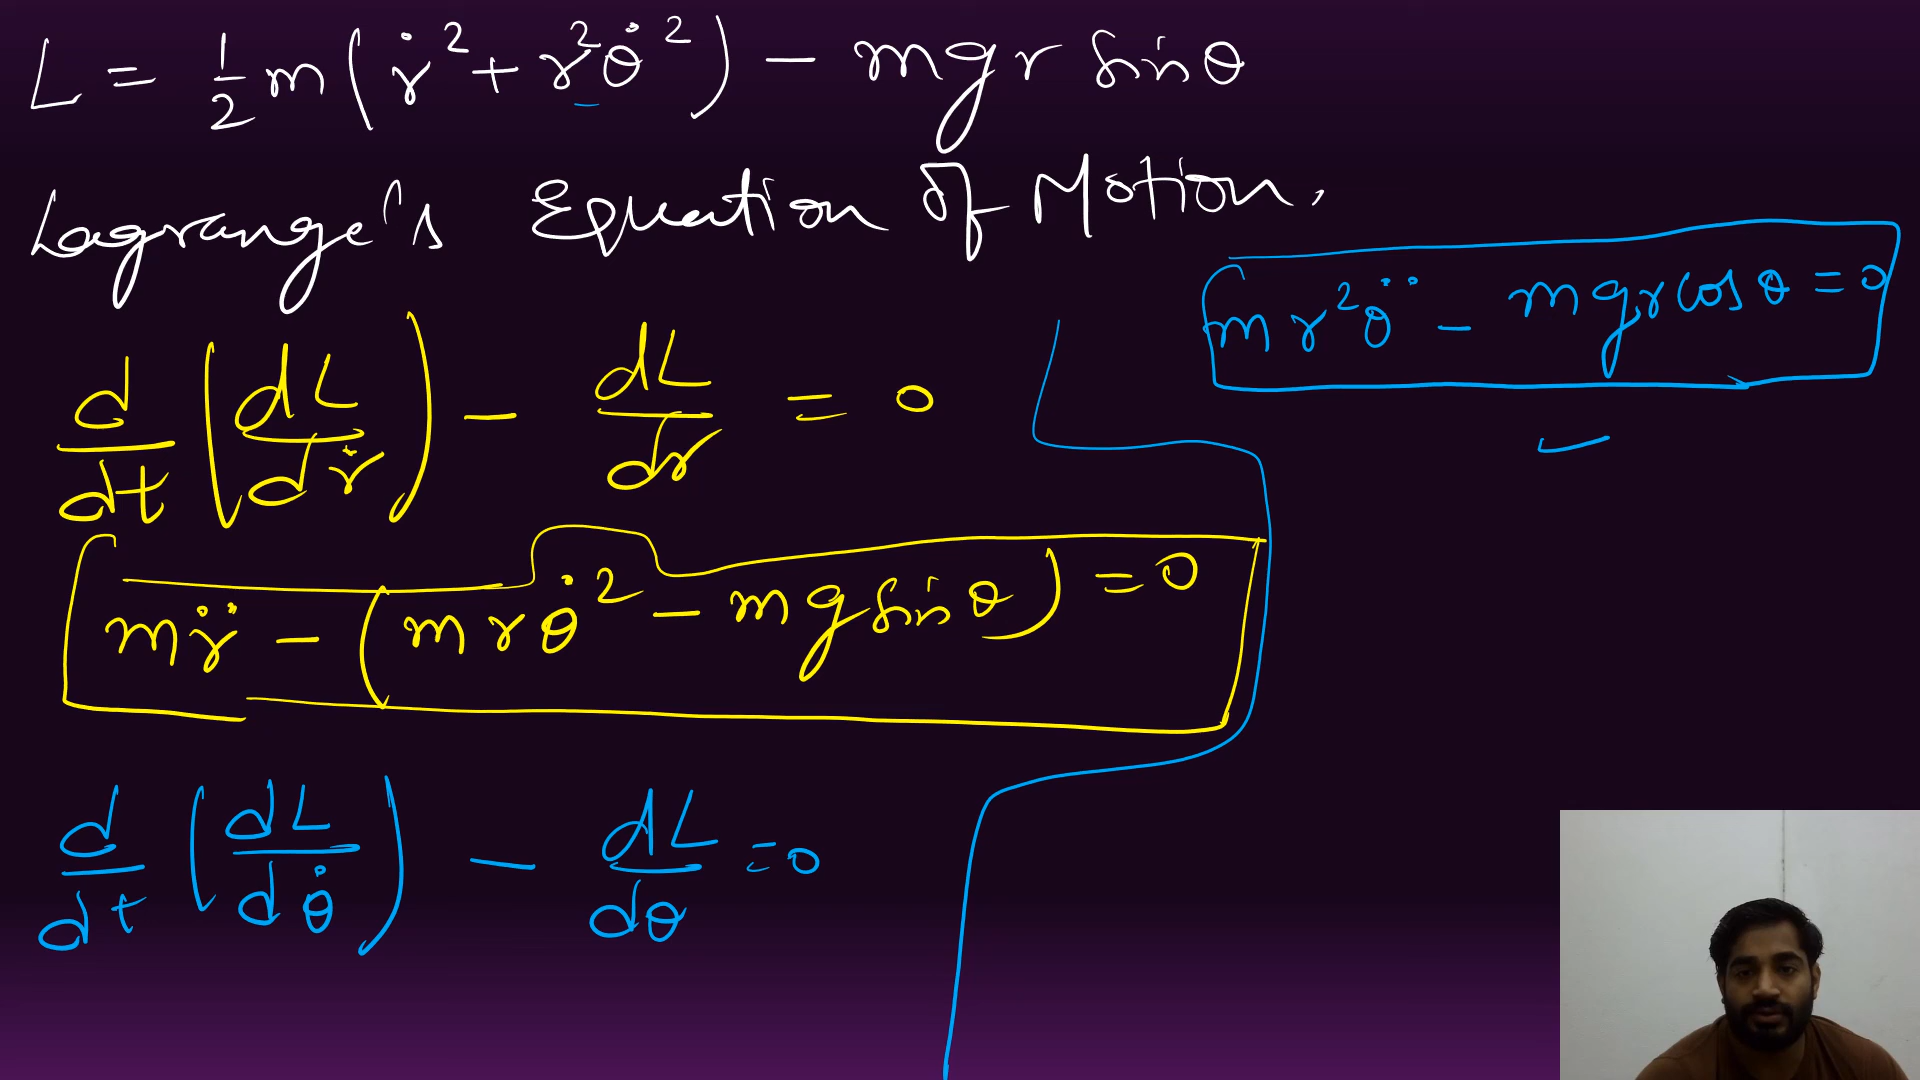 L = 1/2 m(ṙ² + r²θ̇²) - mgr sinθ
Lagrange's Equation of Motion.
d/dt (dL/dṙ) - dL/dr = 0
mr̈ - (mrθ̇² - mg sinθ) = 0
d/dt (dL/dθ̇) - dL/dθ = 0
mr²θ̈ - mgr cosθ = 0